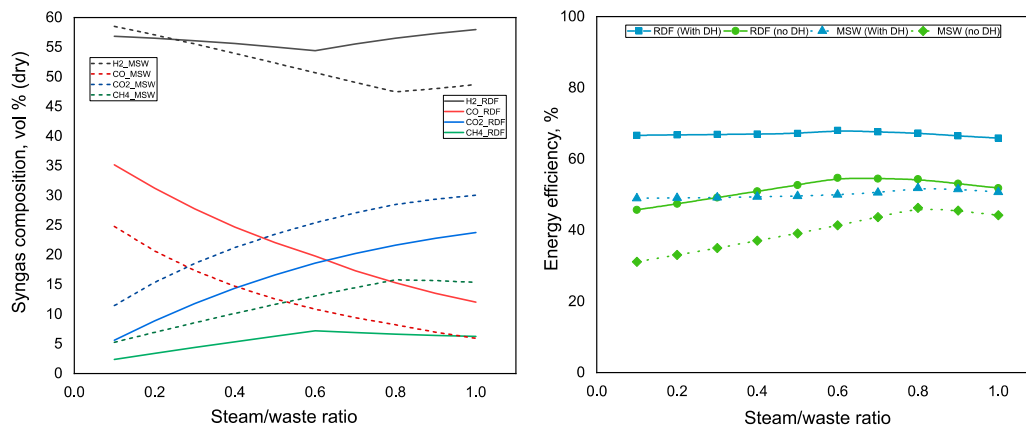 Syngas composition, vol % (dry)
60
55
50
45
40
35
30
25
20
15
10
5
0
H2_MSW
CO_MSW
CO2_MSW
CH4_MSW
H2_RDF
CO_RDF
CO2_RDF
CH4_RDF
0.0 0.2 0.4 0.6 0.8 1.0
Steam/waste ratio
Energy efficiency, %
100
80
60
40
20
0
RDF (With DH) RDF (no DH) MSW (With DH) MSW (no DH)
0.0 0.2 0.4 0.6 0.8 1.0
Steam/waste ratio